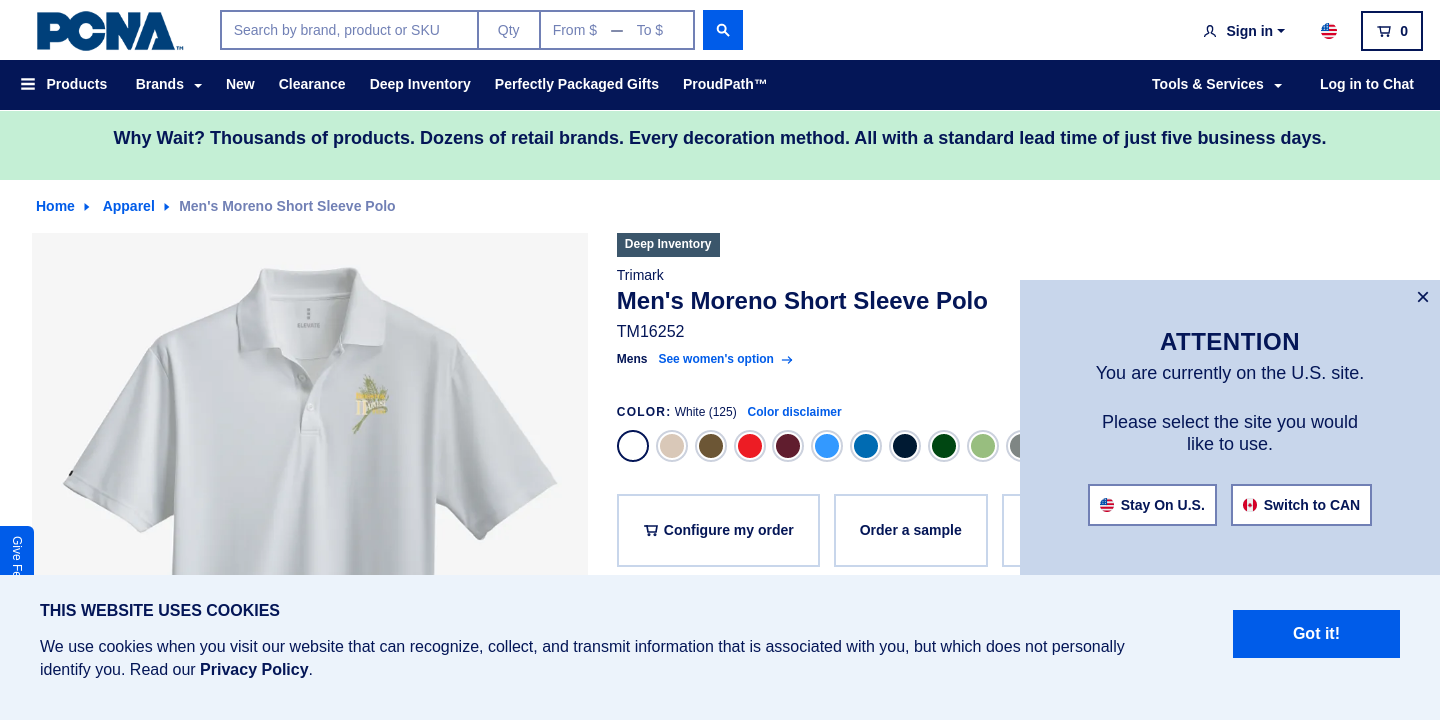 PCNA™
Search by brand, product or SKU
Qty
From $ — To $
Sign in
0
Products
Brands
New
Clearance
Deep Inventory
Perfectly Packaged Gifts
ProudPath™
Tools & Services
Log in to Chat
Why Wait? Thousands of products. Dozens of retail brands. Every decoration method. All with a standard lead time of just five business days.
Home
Apparel
Men's Moreno Short Sleeve Polo
Deep Inventory
Trimark
Men's Moreno Short Sleeve Polo
TM16252
Mens See women's option
COLOR: White (125) Color disclaimer
Configure my order
Order a sample
ELEVATE
ATTENTION
You are currently on the U.S. site.
Please select the site you would
like to use.
Stay On U.S.
Switch to CAN
Give Fe
THIS WEBSITE USES COOKIES
We use cookies when you visit our website that can recognize, collect, and transmit information that is associated with you, but which does not personally
identify you. Read our Privacy Policy.
Got it!